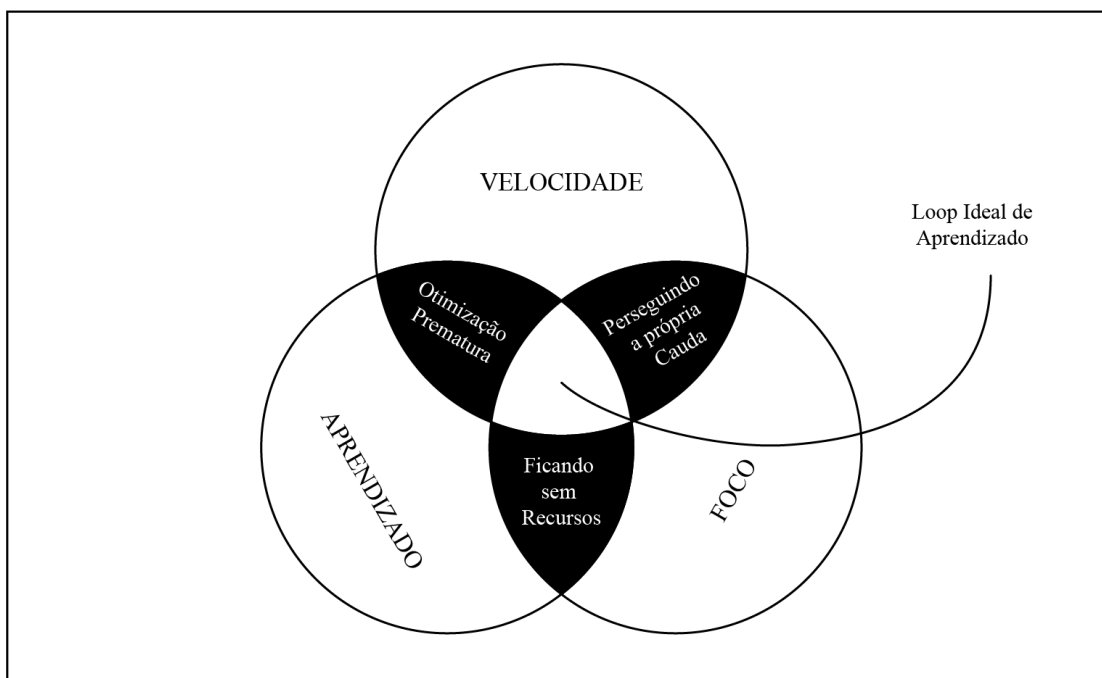 VELOCIDADE
Loop Ideal de
Aprendizado
Otimização
Prematura
Perseguindo
a própria
Cauda
APRENDIZADO
Ficando
sem
Recursos
FOCO